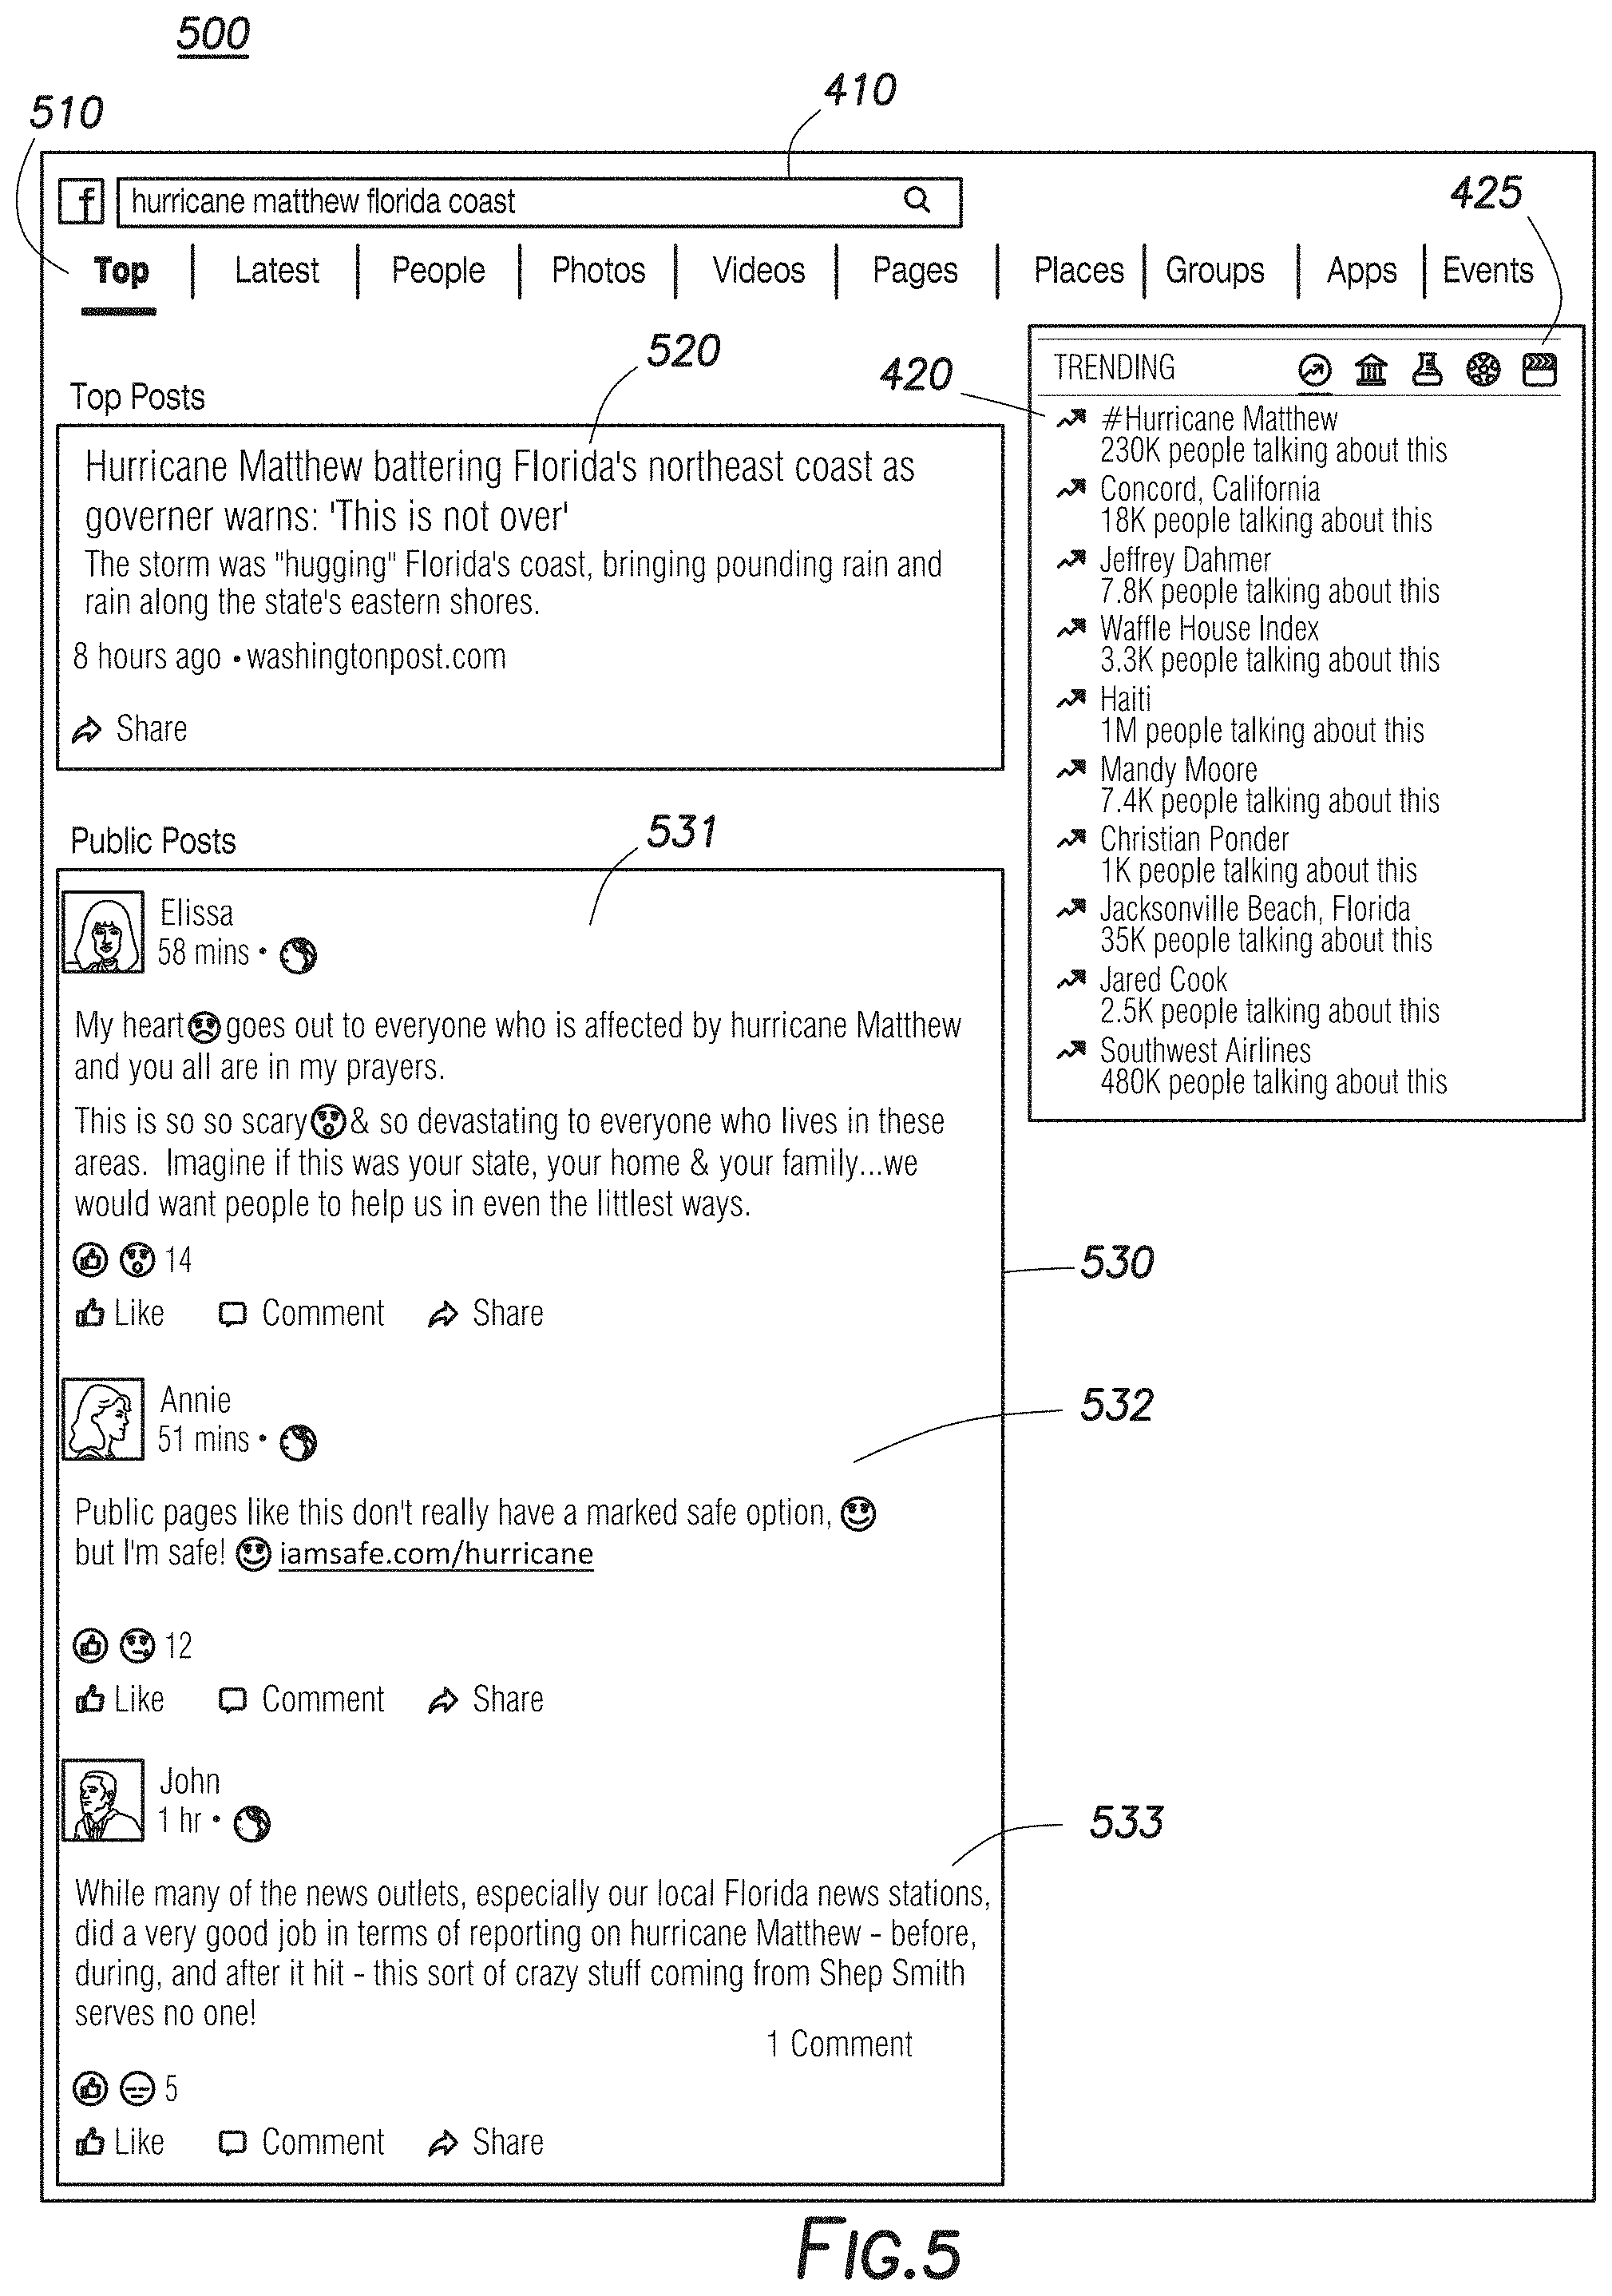 500
410
510
425
f
hurricane matthew florida coast
Top
Latest
People
Photos
Videos
Pages
Places
Groups
Apps
Events
520
Top Posts
Hurricane Matthew battering Florida's northeast coast as
governer warns: 'This is not over'
The storm was "hugging" Florida's coast, bringing pounding rain and
rain along the state's eastern shores.
8 hours ago • washingtonpost.com
Share
420
TRENDING
#Hurricane Matthew
230K people talking about this
Concord, California
18K people talking about this
Jeffrey Dahmer
7.8K people talking about this
Waffle House Index
3.3K people talking about this
Haiti
1M people talking about this
Mandy Moore
7.4K people talking about this
Christian Ponder
1K people talking about this
Jacksonville Beach, Florida
35K people talking about this
Jared Cook
2.5K people talking about this
Southwest Airlines
480K people talking about this
Public Posts
531
Elissa
58 mins •
My heart goes out to everyone who is affected by hurricane Matthew
and you all are in my prayers.
This is so so scary & so devastating to everyone who lives in these
areas. Imagine if this was your state, your home & your family...we
would want people to help us in even the littlest ways.
14
530
Like Comment Share
Annie
51 mins •
532
Public pages like this don't really have a marked safe option,
but I'm safe! iamsafe.com/hurricane
12
Like Comment Share
John
1 hr •
533
While many of the news outlets, especially our local Florida news stations,
did a very good job in terms of reporting on hurricane Matthew - before,
during, and after it hit - this sort of crazy stuff coming from Shep Smith
serves no one!
1 Comment
5
Like Comment Share
FIG.5